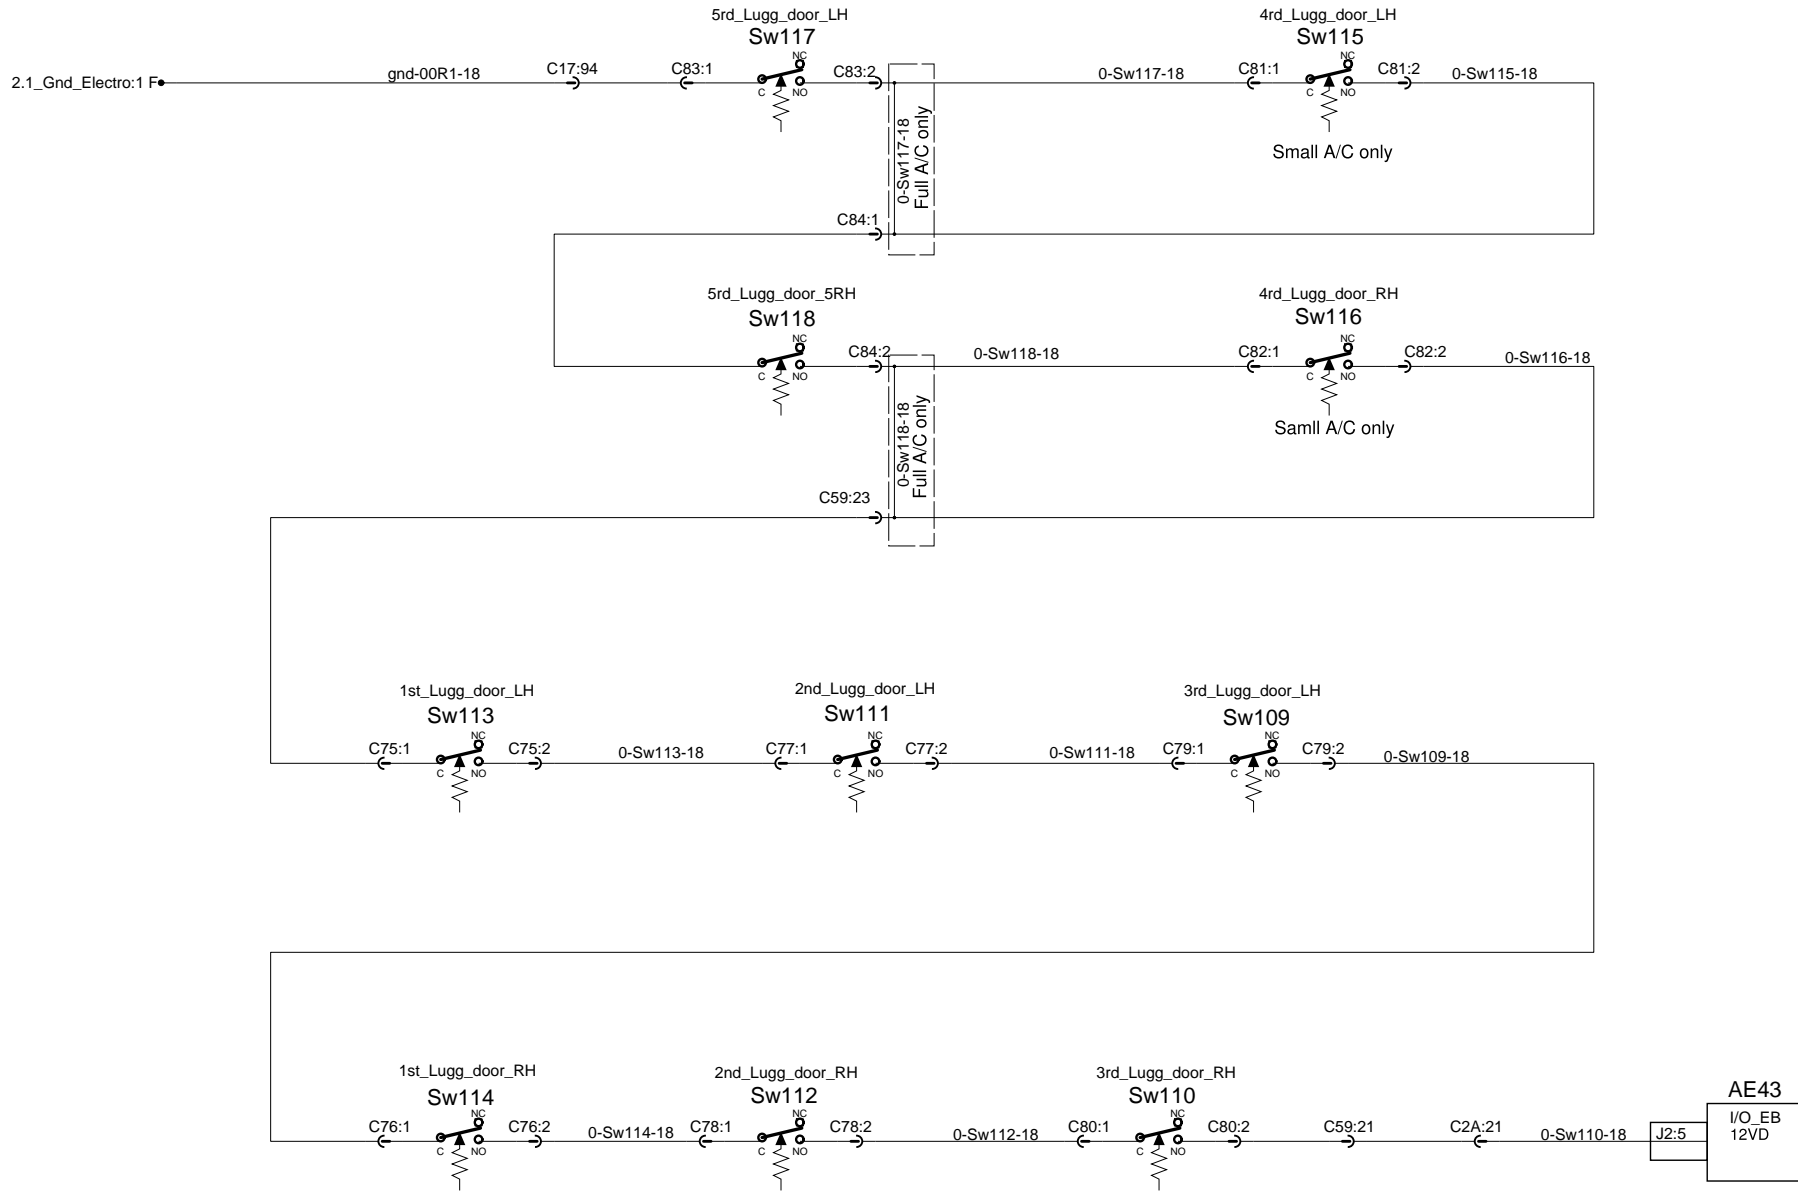 5rd_Lugg_door_LH
Sw117
4rd_Lugg_door_LH
Sw115
2.1_Gnd_Electro:1 F
gnd-00R1-18
C17:94
C83:1
NC
C
NO
C83:2
0-Sw117-18
C81:1
NC
C
NO
C81:2
0-Sw115-18
0-Sw117-18
Full A/C only
Small A/C only
C84:1
5rd_Lugg_door_5RH
Sw118
4rd_Lugg_door_RH
Sw116
NC
C
NO
C84:2
0-Sw118-18
C82:1
NC
C
NO
C82:2
0-Sw116-18
0-Sw118-18
Full A/C only
Samll A/C only
C59:23
1st_Lugg_door_LH
Sw113
2nd_Lugg_door_LH
Sw111
3rd_Lugg_door_LH
Sw109
C75:1
NC
C
NO
C75:2
0-Sw113-18
C77:1
NC
C
NO
C77:2
0-Sw111-18
C79:1
NC
C
NO
C79:2
0-Sw109-18
1st_Lugg_door_RH
Sw114
2nd_Lugg_door_RH
Sw112
3rd_Lugg_door_RH
Sw110
AE43
C76:1
NC
C
NO
C76:2
0-Sw114-18
C78:1
NC
C
NO
C78:2
0-Sw112-18
C80:1
NC
C
NO
C80:2
C59:21
C2A:21
0-Sw110-18
J2:5
I/O_EB
12VD